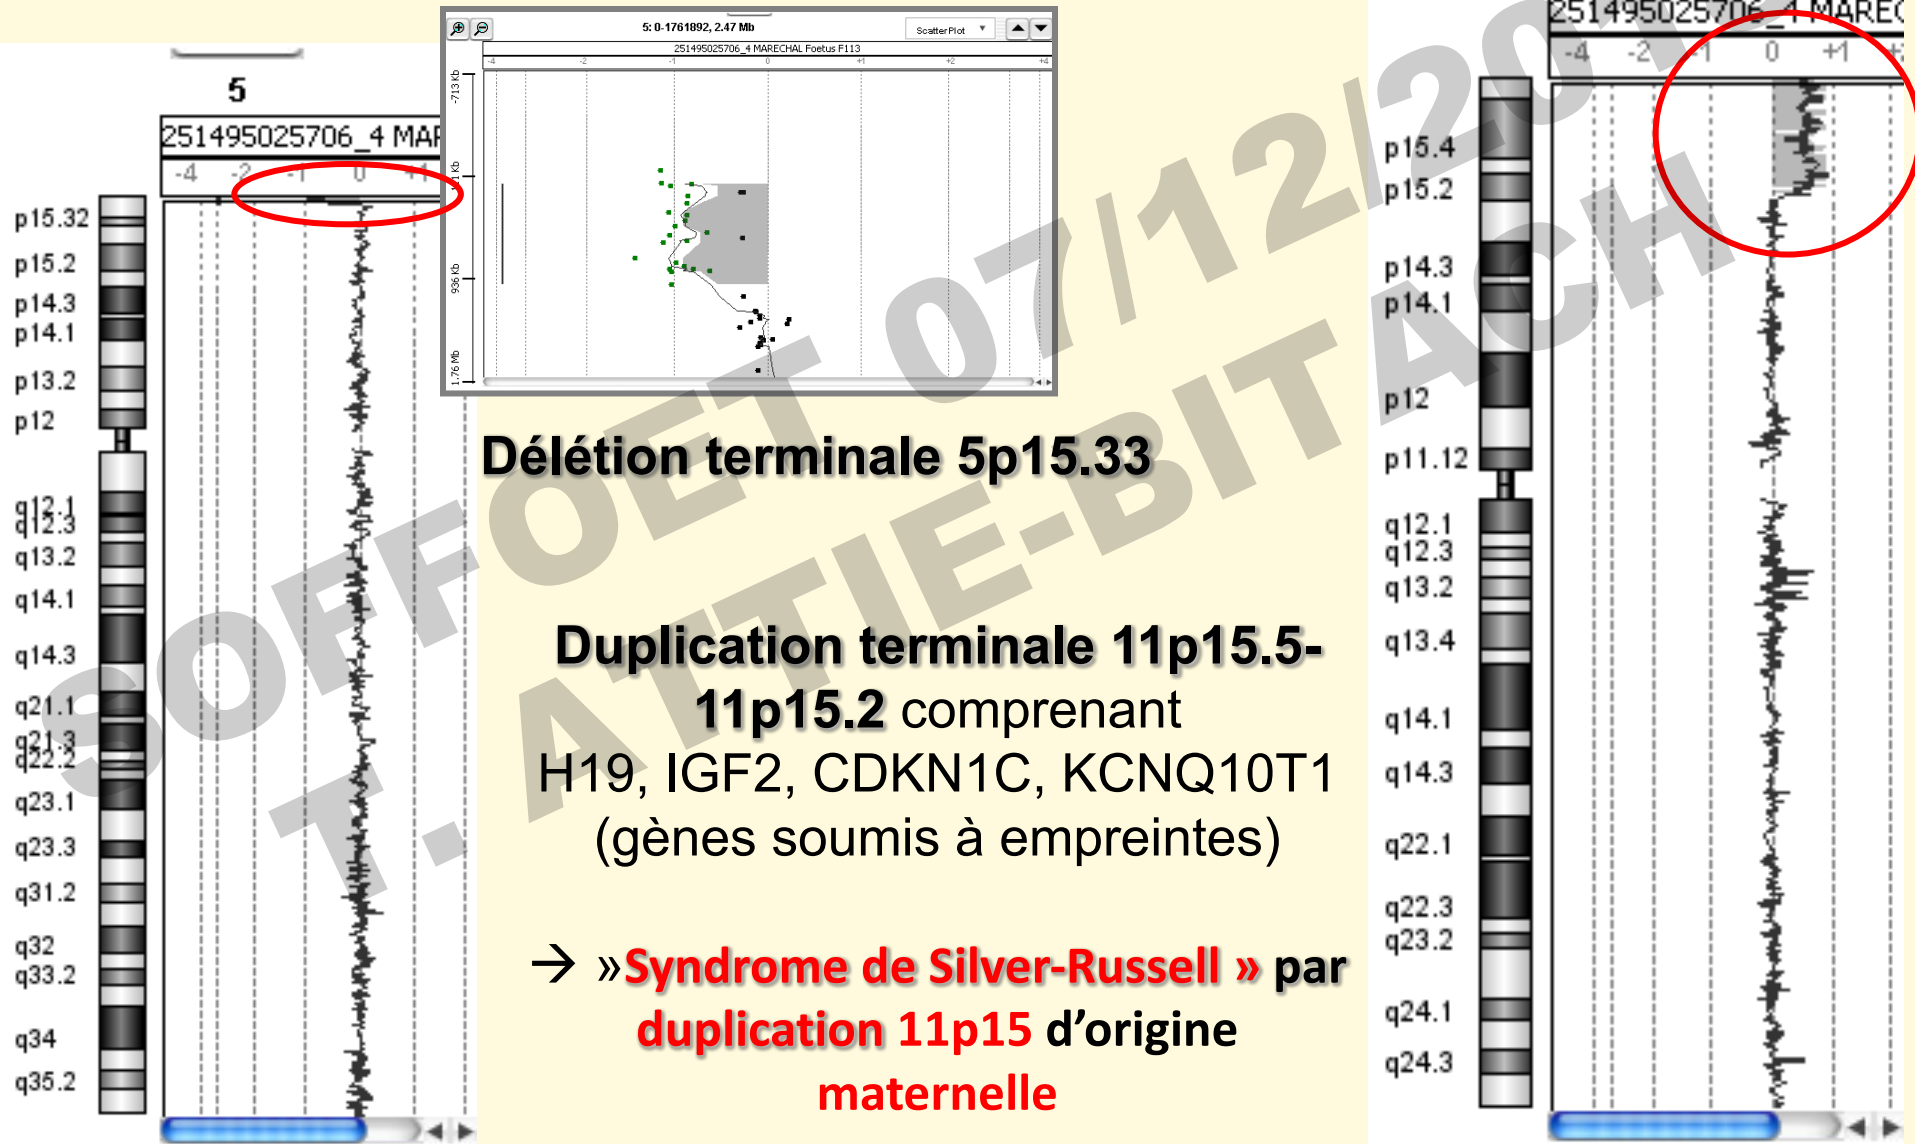 5
251495025706_4 MAR
-4 -2 -1 0 +1
p15.32
p15.2
p14.3
p14.1
p13.2
p12
q12.1
q12.3
q13.2
q14.1
q14.3
q21.1
q21.3
q22.2
q23.1
q23.3
q31.2
q32
q33.2
q34
q35.2
5: 0-1761892, 2.47 Mb
Scatter Plot
251495025706_4 MARECHAL Foetus F113
-4 -2 -1 0 +1 +2 +4
-713 Kb
936 Kb
1.76 Mb
Délétion terminale 5p15.33
Duplication terminale 11p15.5-
11p15.2 comprenant
H19, IGF2, CDKN1C, KCNQ10T1
(gènes soumis à empreintes)
→ »Syndrome de Silver-Russell » par
duplication 11p15 d’origine
maternelle
251495025706_4 MAREC
-4 -2 -1 0 +1
p15.4
p15.2
p14.3
p14.1
p12
p11.12
q12.1
q12.3
q13.2
q13.4
q14.1
q14.3
q22.1
q22.3
q23.2
q24.1
q24.3
SOFFOET 07/12/201
T. ATTIE-BITACH